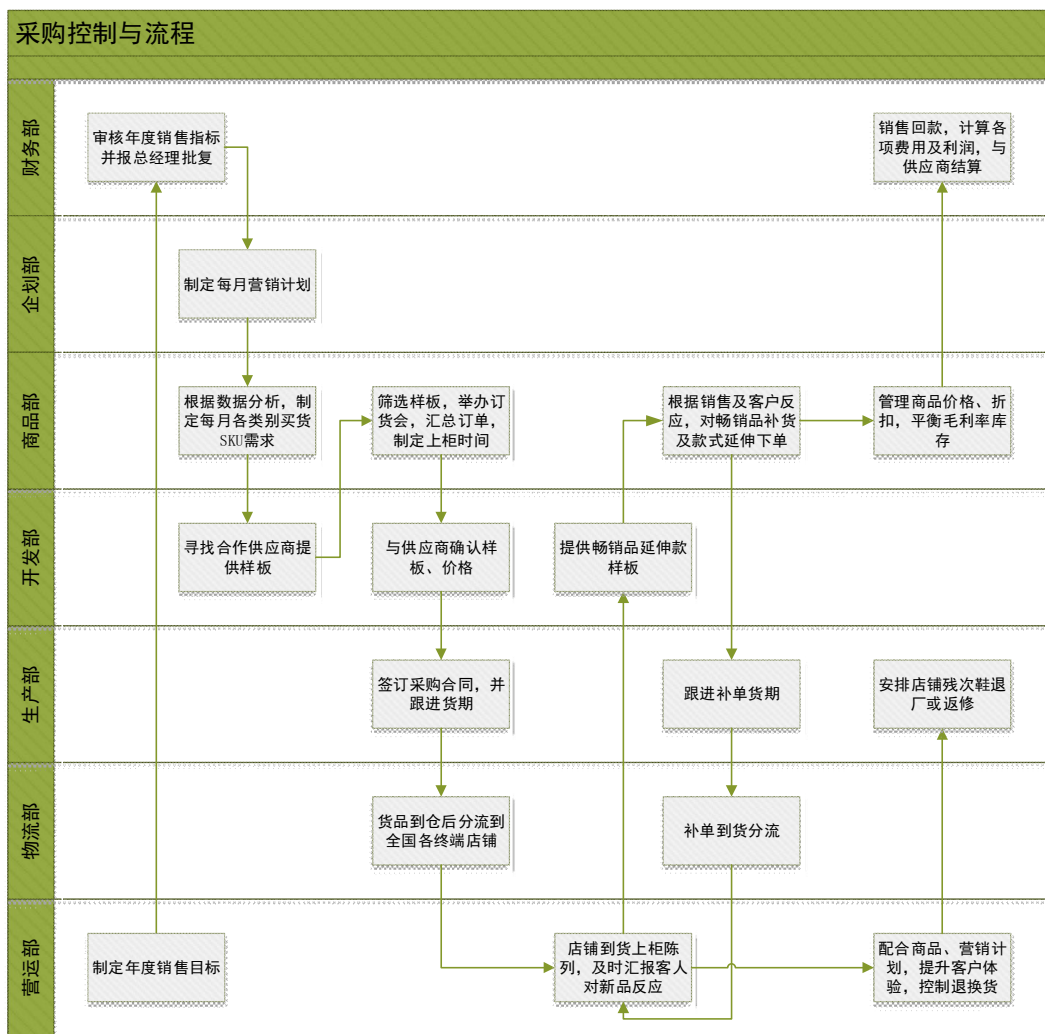 采购控制与流程
财务部
审核年度销售指标
并报总经理批复
销售回款，计算各
项费用及利润，与
供应商结算
企划部
制定每月营销计划
商品部
根据数据分析，制
定每月各类别买货
SKU需求
筛选样板，举办订
货会，汇总订单，
制定上柜时间
根据销售及客户反
应，对畅销品补货
及款式延伸下单
管理商品价格、折
扣，平衡毛利率库
存
开发部
寻找合作供应商提
供样板
与供应商确认样
板、价格
提供畅销品延伸款
样板
生产部
签订采购合同，并
跟进货期
跟进补单货期
安排店铺残次鞋退
厂或返修
物流部
货品到仓后分流到
全国各终端店铺
补单到货分流
营运部
制定年度销售目标
店铺到货上柜陈
列，及时汇报客人
对新品反应
配合商品、营销计
划，提升客户体
验，控制退换货